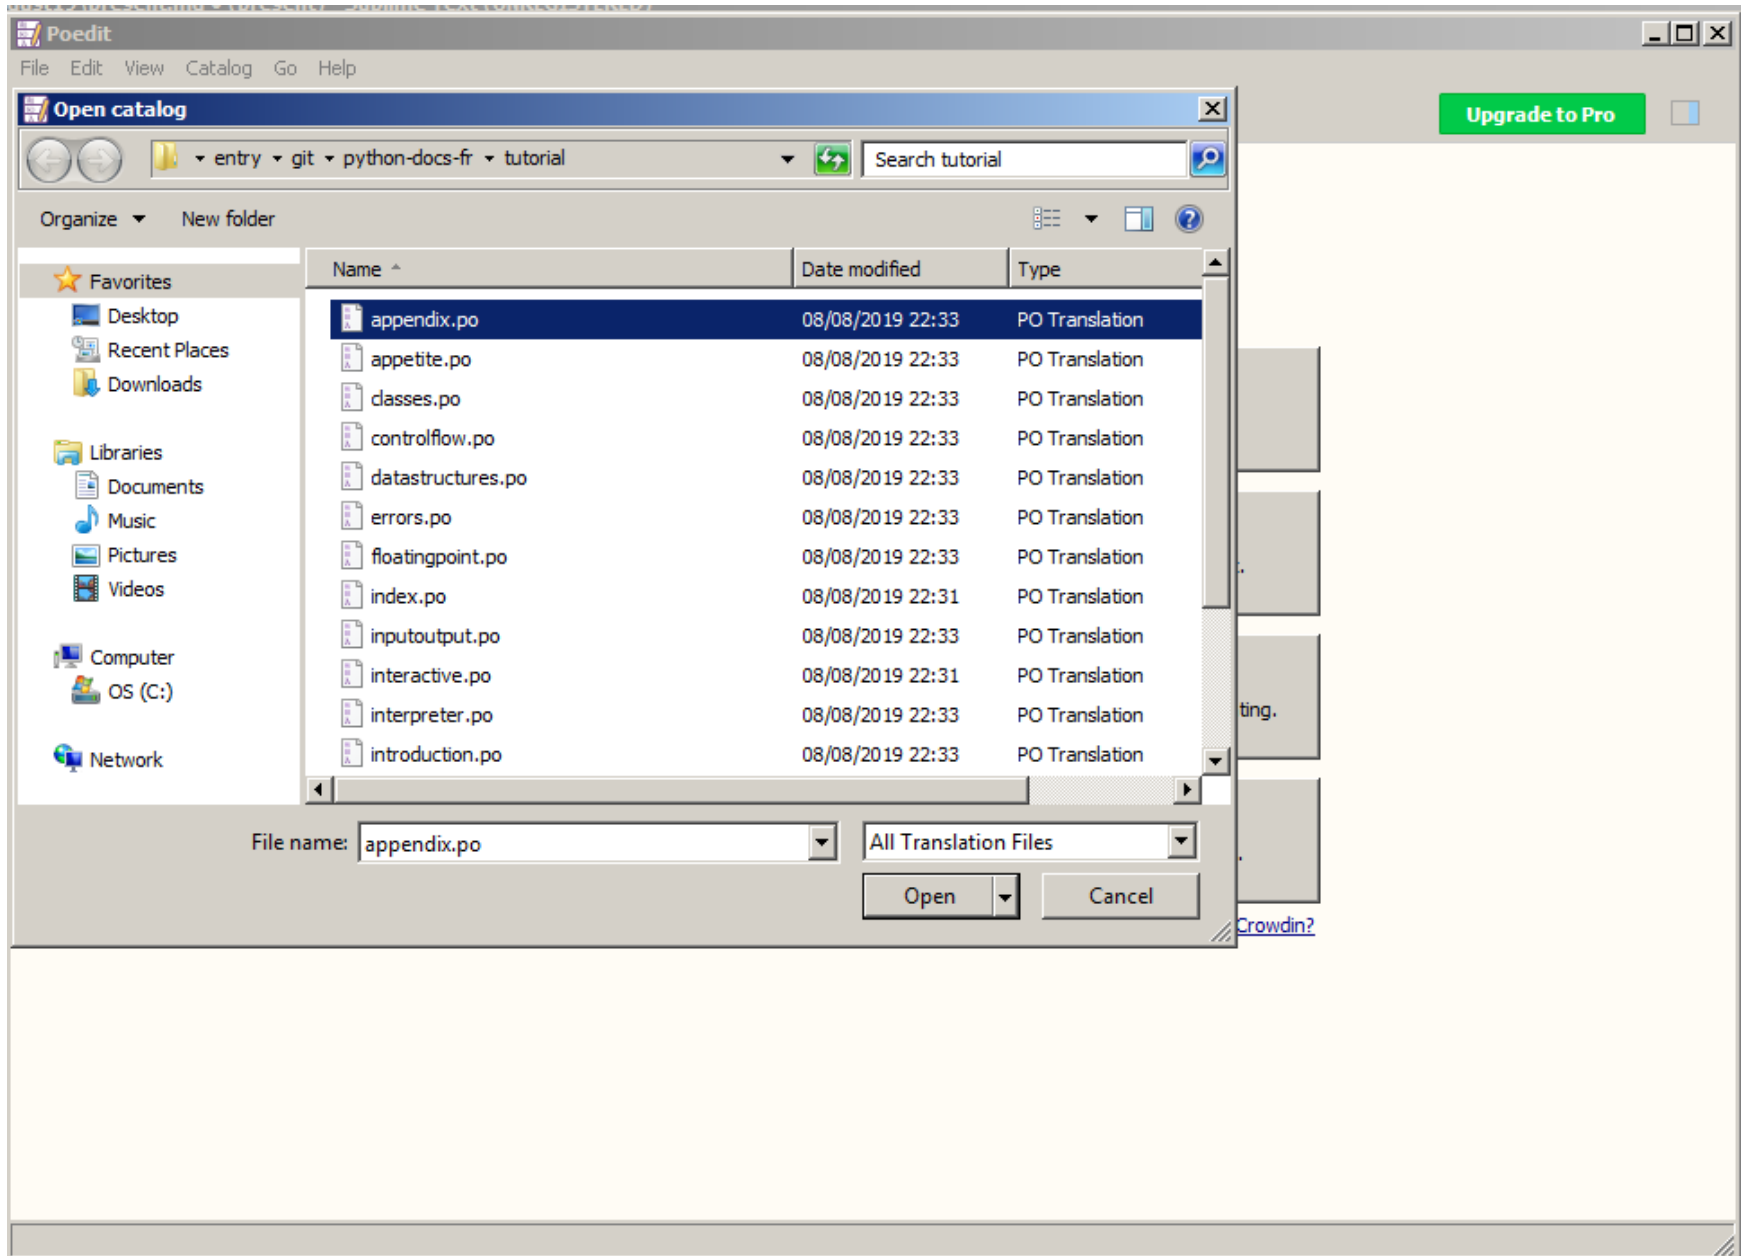 Poedit
File Edit View Catalog Go Help
Open catalog
Upgrade to Pro
entry git python-docs-fr tutorial
Search tutorial
Organize New folder
Name Date modified Type
Favorites
Desktop
Recent Places
Downloads
Libraries
Documents
Music
Pictures
Videos
Computer
OS (C:)
Network
appendix.po 08/08/2019 22:33 PO Translation
appetite.po 08/08/2019 22:33 PO Translation
classes.po 08/08/2019 22:33 PO Translation
controlflow.po 08/08/2019 22:33 PO Translation
datastructures.po 08/08/2019 22:33 PO Translation
errors.po 08/08/2019 22:33 PO Translation
floatingpoint.po 08/08/2019 22:33 PO Translation
index.po 08/08/2019 22:31 PO Translation
inputoutput.po 08/08/2019 22:33 PO Translation
interactive.po 08/08/2019 22:31 PO Translation
interpreter.po 08/08/2019 22:33 PO Translation
introduction.po 08/08/2019 22:33 PO Translation
ting.
File name: appendix.po All Translation Files
Open Cancel
Crowdin?